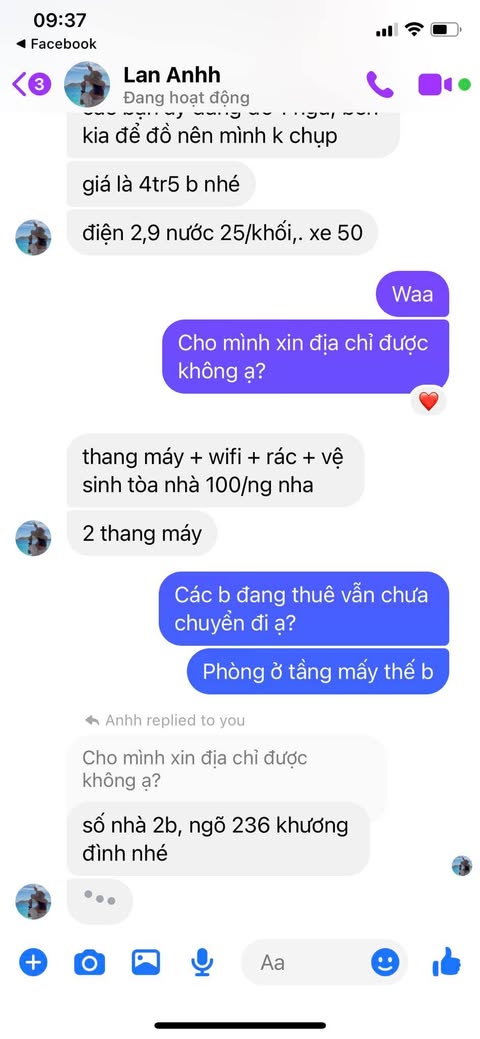 09:37
Facebook
3
Lan Anhh
Đang hoạt động
kia để đồ nên mình k chụp
giá là 4tr5 b nhé
điện 2,9 nước 25/khối,. xe 50
Waa
Cho mình xin địa chỉ được
không ạ?
thang máy + wifi + rác + vệ
sinh tòa nhà 100/ng nha
2 thang máy
Các b đang thuê vẫn chưa
chuyển đi ạ?
Phòng ở tầng mấy thế b
Anhh replied to you
Cho mình xin địa chỉ được
không ạ?
số nhà 2b, ngõ 236 khương
đình nhé
Aa